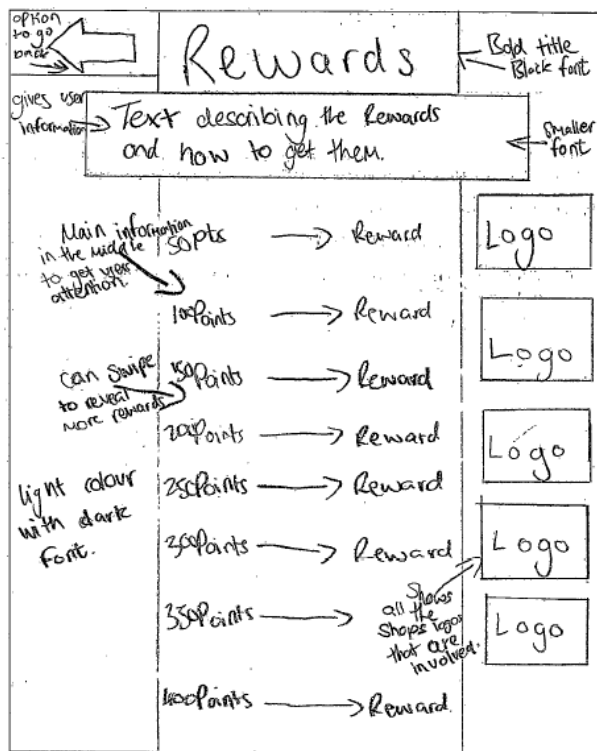 option
to go
back
Rewards
Bold title
Black font
gives user
information
Text describing the Rewards
and how to get them.
smaller
font
Main information
in the middle
to get users
attention.
50pts
Reward
Logo
100Points
Reward
Logo
can swipe
to reveal
more rewards
150Points
Reward
200Points
Reward
Logo
light colour
with dark
font.
250Points
Reward
300Points
Reward
Logo
Shows
all the
shops logos
that are
involved.
350Points
Logo
400Points
Reward.